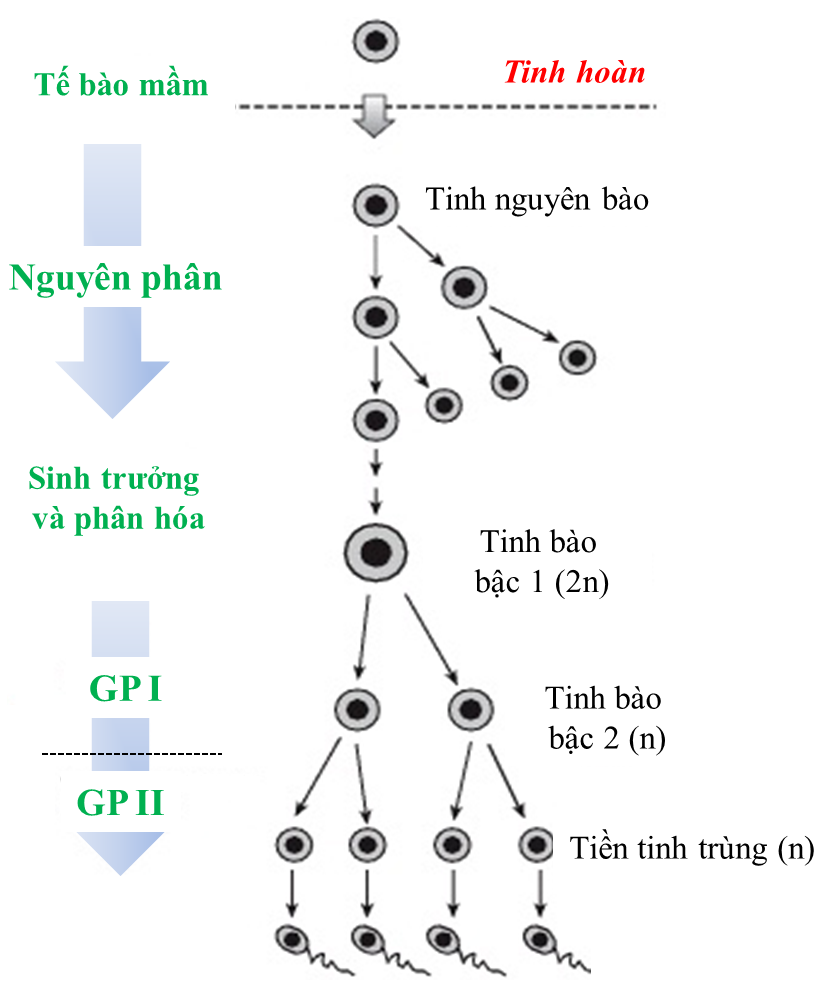 Tinh hoàn
Tế bào mầm
Tinh nguyên bào
Nguyên phân
Sinh trưởng
và phân hóa
Tinh bào
bậc 1 (2n)
GP I
Tinh bào
bậc 2 (n)
GP II
Tiền tinh trùng (n)